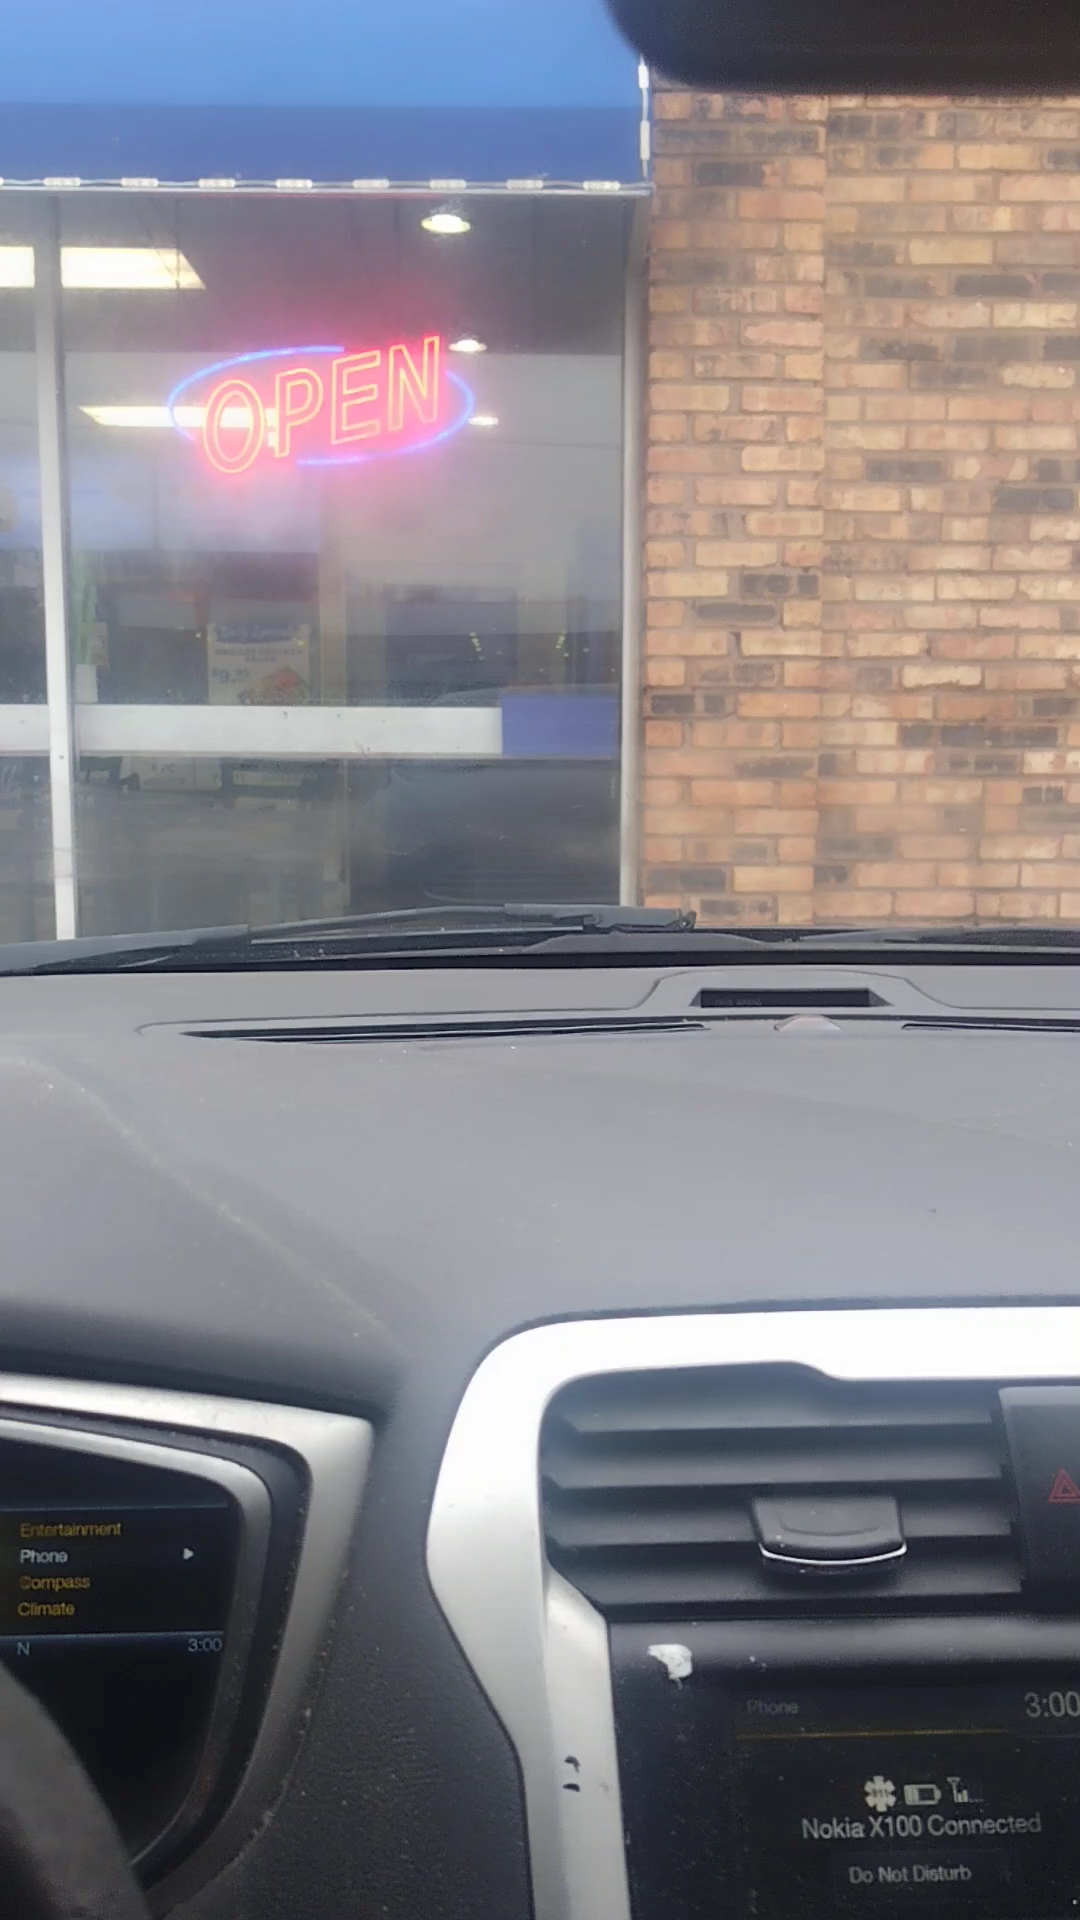 OPEN
Entertainment
Phone
Compass
Climate
N 3:00
Phone 3:00
Nokia X100 Connected
Do Not Disturb